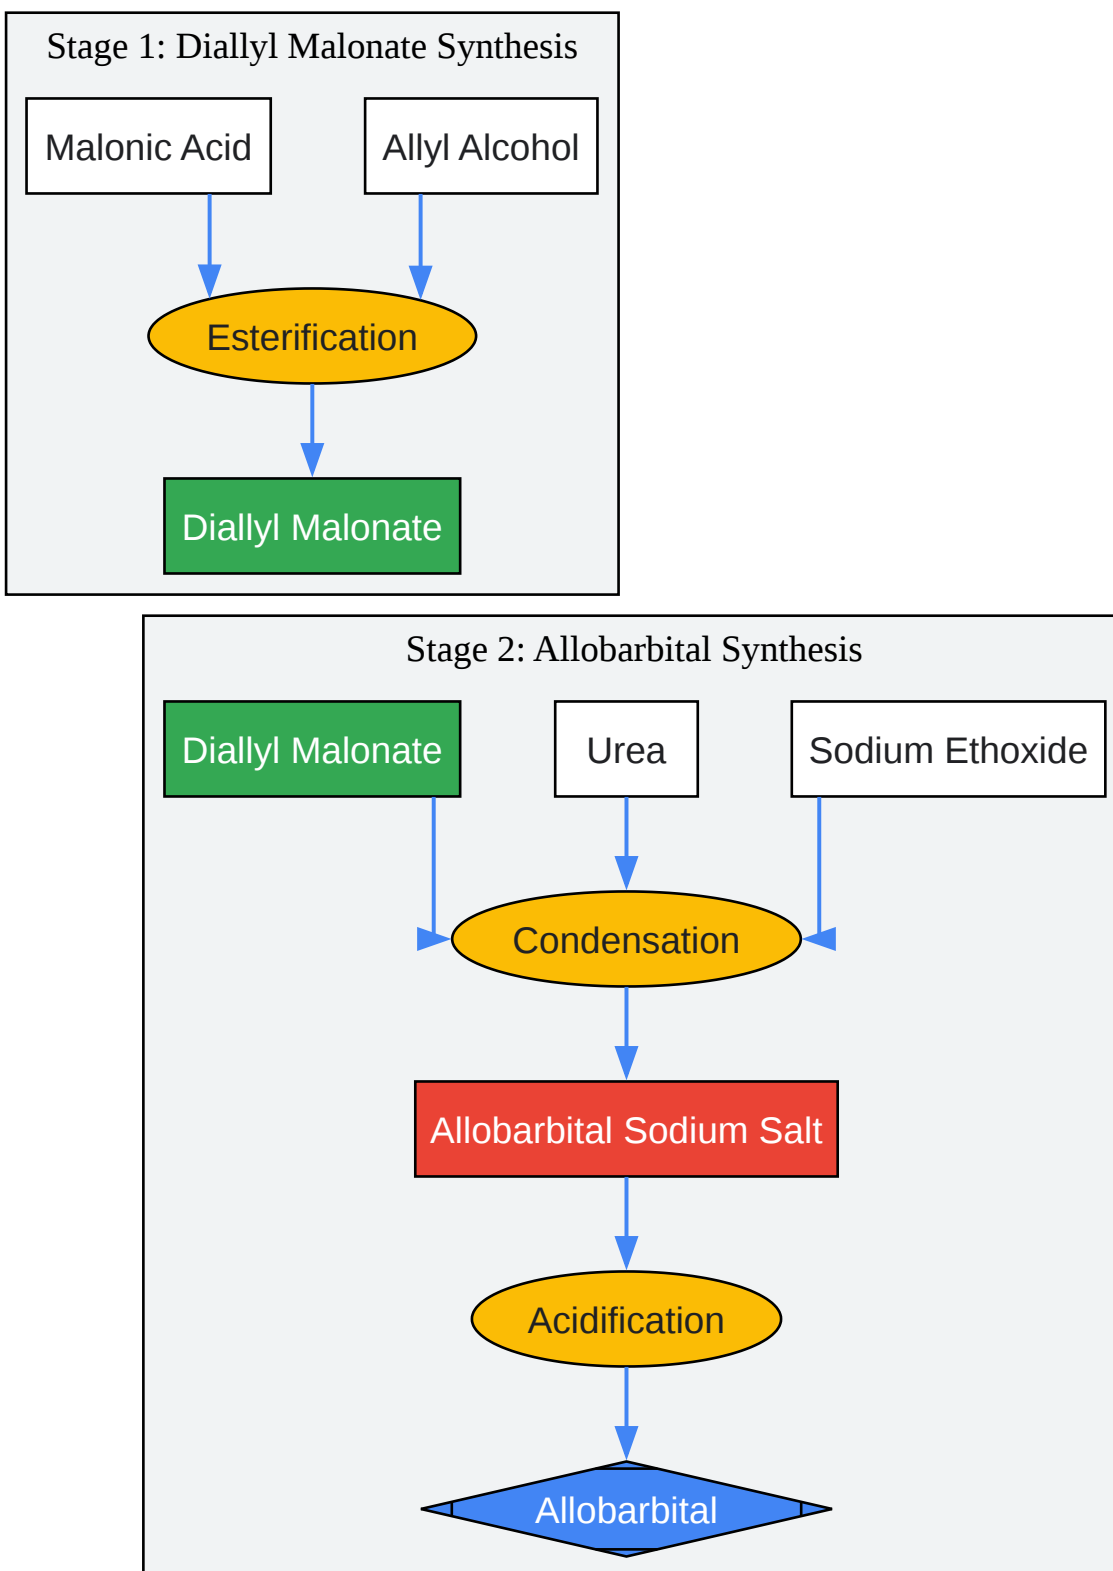 Stage 1: Diallyl Malonate Synthesis
Malonic Acid
Allyl Alcohol
Esterification
Diallyl Malonate
Stage 2: Allobarbital Synthesis
Diallyl Malonate
Urea
Sodium Ethoxide
Condensation
Allobarbital Sodium Salt
Acidification
Allobarbital